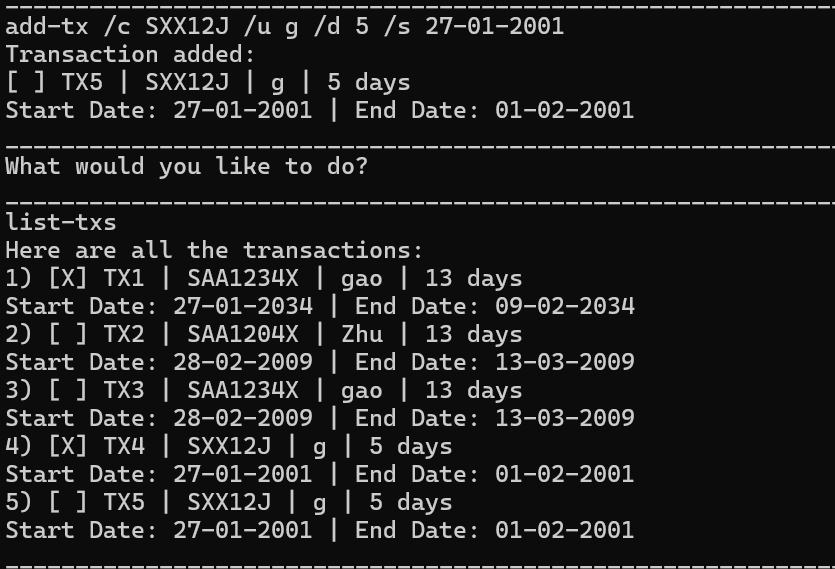 add-tx /c SXX12J /u g /d 5 /s 27-01-2001
Transaction added:
[ ] TX5 | SXX12J | g | 5 days
Start Date: 27-01-2001 | End Date: 01-02-2001
What would you like to do?
list-txs
Here are all the transactions:
1) [X] TX1 | SAA1234X | gao | 13 days
Start Date: 27-01-2034 | End Date: 09-02-2034
2) [ ] TX2 | SAA1204X | Zhu | 13 days
Start Date: 28-02-2009 | End Date: 13-03-2009
3) [ ] TX3 | SAA1234X | gao | 13 days
Start Date: 28-02-2009 | End Date: 13-03-2009
4) [X] TX4 | SXX12J | g | 5 days
Start Date: 27-01-2001 | End Date: 01-02-2001
5) [ ] TX5 | SXX12J | g | 5 days
Start Date: 27-01-2001 | End Date: 01-02-2001